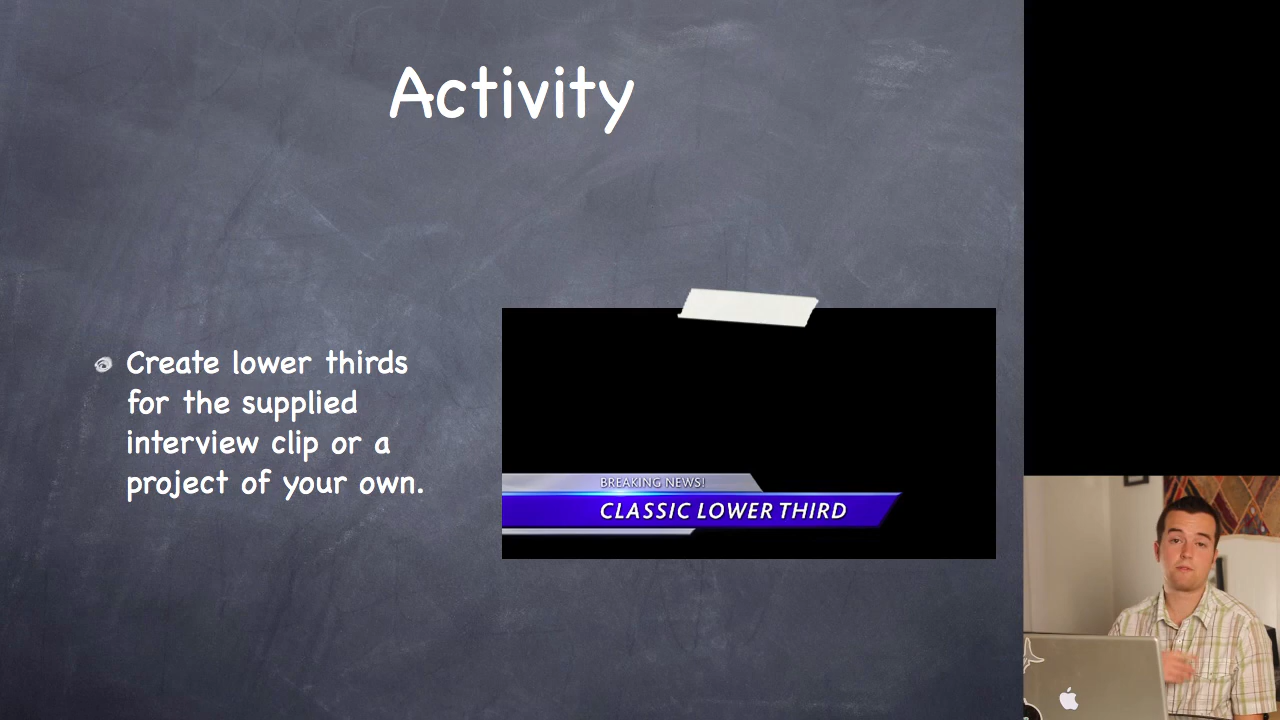 Activity
Create lower thirds
for the supplied
interview clip or a
project of your own.
BREAKING NEWS!
CLASSIC LOWER THIRD